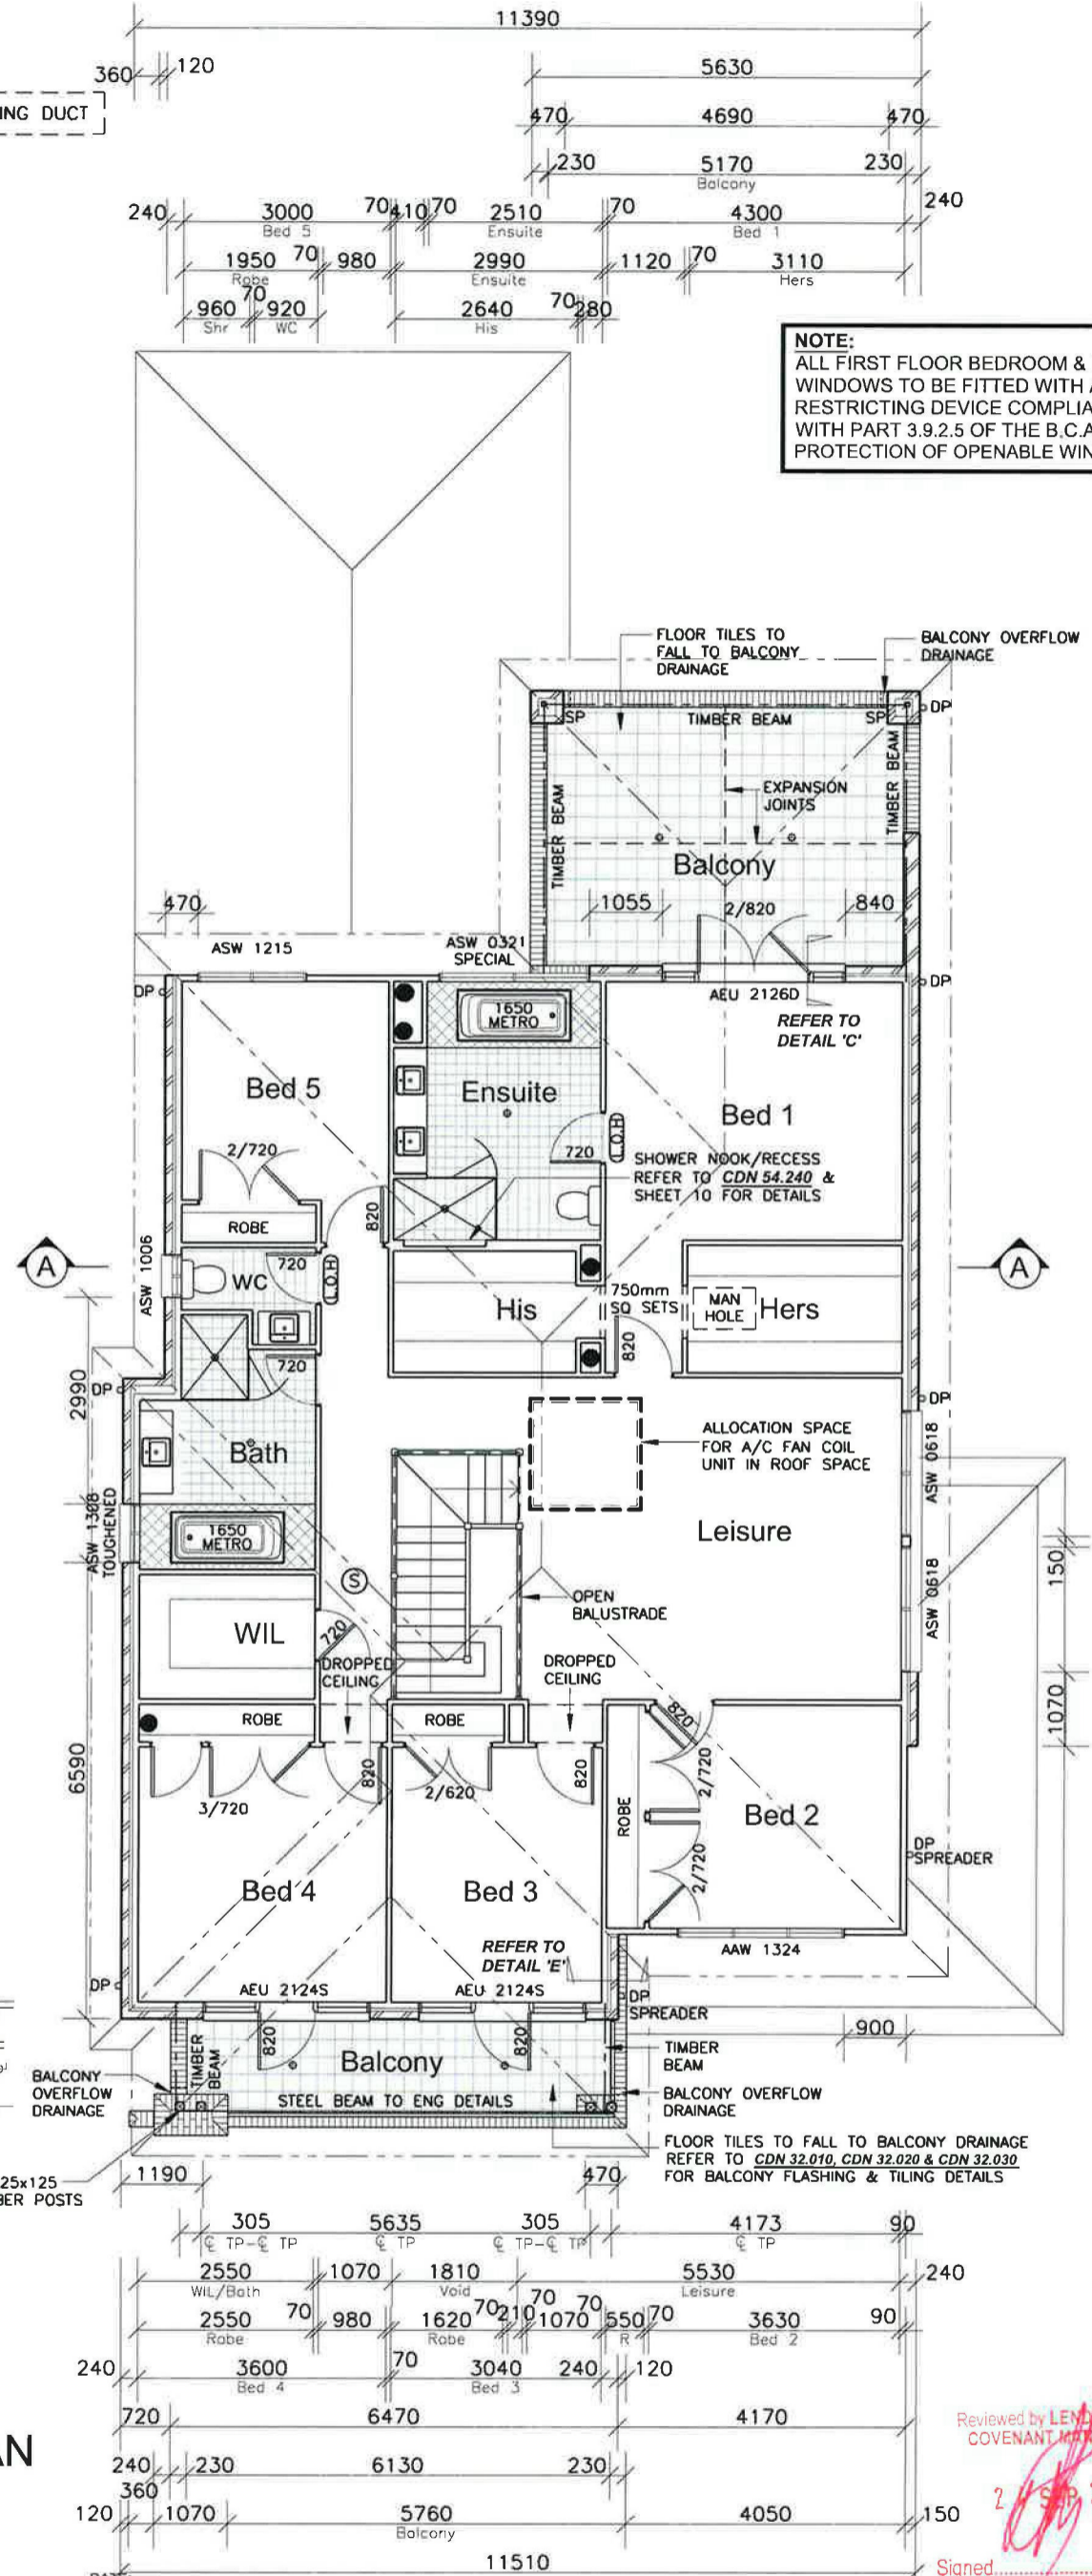 11390
360 120
5630
ING DUCT
470 4690 470
230 5170 230
Balcony
240 3000 70 410 70 2510 70 4300 240
Bed 5 Ensuite Bed 1
1950 70 980 2990 1120 70 3110
Robe Ensuite Hers
960 70 920 2640 70 280
Shr WC His
NOTE:
ALL FIRST FLOOR BEDROOM &
WINDOWS TO BE FITTED WITH
RESTRICTING DEVICE
WITH PART 3.9.2.5 OF THE B.C.A
PROTECTION OF OPENABLE
FLOOR TILES TO
FALL TO BALCONY
DRAINAGE
BALCONY OVERFLOW
DRAINAGE
SP TIMBER BEAM SP DP
TIMBER BEAM
TIMBER BEAM
EXPANSION
JOINTS
Balcony
470
1055 2/820 840
ASW 1215
ASW 0321
SPECIAL
DP
DP
AEU 2126D
1650
METRO
REFER TO
DETAIL 'C'
Bed 5
Ensuite
Bed 1
2/720
720
L.O.H
SHOWER NOOK/RECESS
REFER TO CDN 54.240 &
SHEET 10 FOR DETAILS
820
ROBE
A
ASW 1006
WC
720
L.O.H
His
750mm
SQ SETS
MAN
HOLE
Hers
A
820
720
2990
DP
DP
Bath
ALLOCATION SPACE
FOR A/C FAN COIL
UNIT IN ROOF SPACE
ASW 0618
ASW 1308
TOUGHENED
1650
METRO
Leisure
150
S
OPEN
BALUSTRADE
ASW 0618
WIL
720
DROPPED
CEILING
DROPPED
CEILING
1070
ROBE
ROBE
820
6590
820
820
2/720
3/720
2/620
ROBE
Bed 2
2/720
DP
SPREADER
Bed 4
Bed 3
REFER TO
DETAIL 'E'
AAW 1324
DP
AEU 2124S
AEU 2124S
DP
SPREADER
900
820
820
TIMBER
BEAM
Balcony
TIMBER
BEAM
BALCONY
OVERFLOW
DRAINAGE
STEEL BEAM TO ENG DETAILS
BALCONY OVERFLOW
DRAINAGE
FLOOR TILES TO FALL TO BALCONY DRAINAGE
REFER TO CDN 32.010, CDN 32.020 & CDN 32.030
FOR BALCONY FLASHING & TILING DETAILS
25x125
BER POSTS
1190 470
305 5635 305 4173 90
℄ TP-℄ TP ℄ TP ℄ TP-℄ TP ℄ TP
2550 1070 1810 5530 240
WIL/Bath Void Leisure
2550 70 980 1620 70 210 70 1070 70 550 70 3630 90
Robe Robe R Bed 2
240 3600 70 3040 240 120
Bed 4 Bed 3
720 6470 4170
AN
240 230 6130 230
360
120 1070 5760 4050 150
Balcony
11510
Reviewed by
COVENANT
Signed